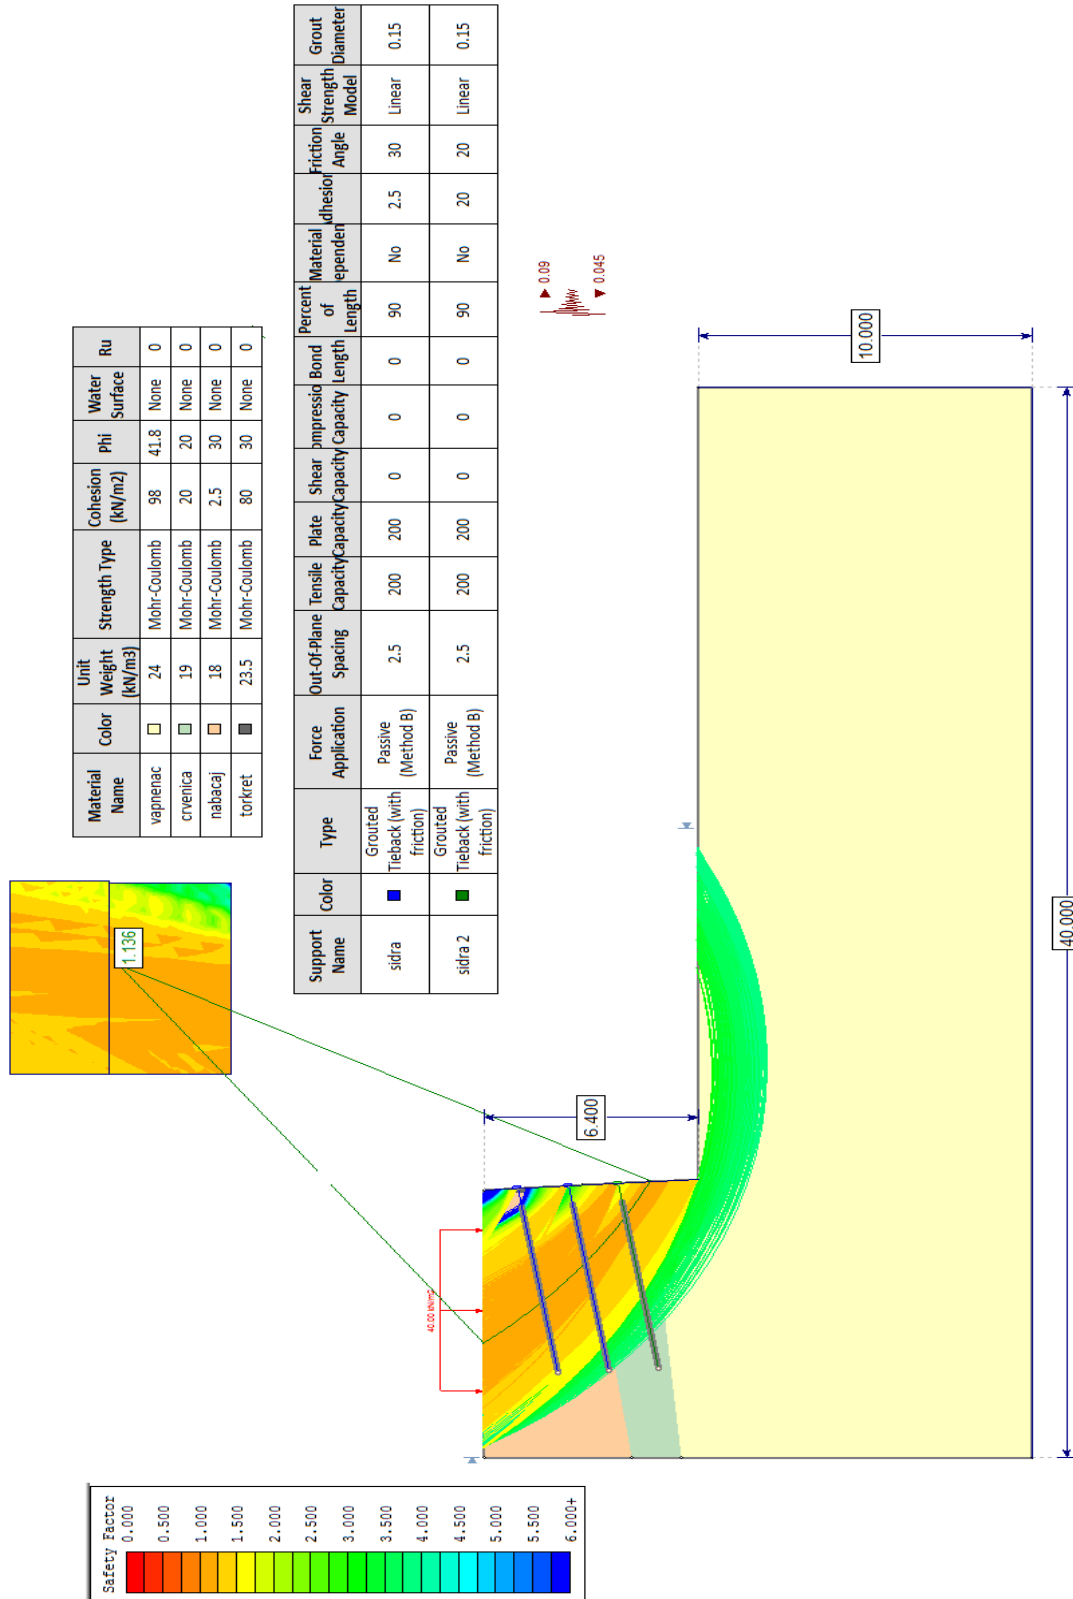 Material Name Color Unit Weight (kN/m3) Strength Type Cohesion (kN/m2) Phi Water Surface Ru
vapnenac 24 Mohr-Coulomb 98 41.8 None 0
crvenica 19 Mohr-Coulomb 20 20 None 0
nabacaj 18 Mohr-Coulomb 2.5 30 None 0
torkret 23.5 Mohr-Coulomb 80 30 None 0
Support Name Color Type Force Application Out-Of-Plane Spacing Tensile Capacity Plate Capacity Shear Capacity ompressio Capacity Bond Length Percent of Length Material ependen dhesior Friction Angle Shear Strength Model Grout Diameter
sidra Grouted Tieback (with friction) Passive (Method B) 2.5 200 200 0 0 0 90 No 2.5 30 Linear 0.15
sidra 2 Grouted Tieback (with friction) Passive (Method B) 2.5 200 200 0 0 0 90 No 20 20 Linear 0.15
1.136
0.09
0.045
40.00 kN/m2
6.400
10.000
40.000
Safety Factor
0.000
0.500
1.000
1.500
2.000
2.500
3.000
3.500
4.000
4.500
5.000
5.500
6.000+